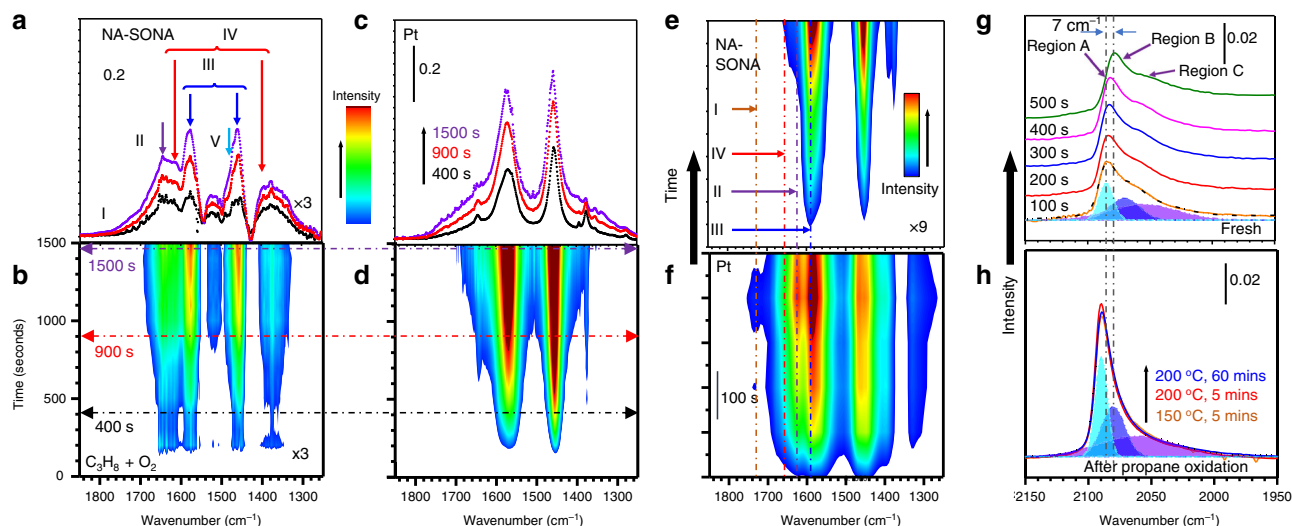 a
NA-SONA
IV
0.2
III
II
V
I
×3
Intensity
c
Pt
0.2
1500 s
900 s
400 s
e
NA-
SONA
I
IV
II
III
Intensity
×9
Time
g
7 cm⁻¹
0.02
Region A
Region B
Region C
500 s
400 s
300 s
200 s
100 s
Fresh
b
1500
1000
500
0
Time (seconds)
1500 s
900 s
400 s
C₃H₈ + O₂
×3
1800 1700 1600 1500 1400 1300
Wavenumber (cm⁻¹)
d
1800 1700 1600 1500 1400 1300
Wavenumber (cm⁻¹)
f
Pt
100 s
1800 1700 1600 1500 1400 1300
Wavenumber (cm⁻¹)
h
Intensity
0.02
200 °C, 60 mins
200 °C, 5 mins
150 °C, 5 mins
After propane oxidation
2150 2100 2050 2000 1950
Wavenumber (cm⁻¹)